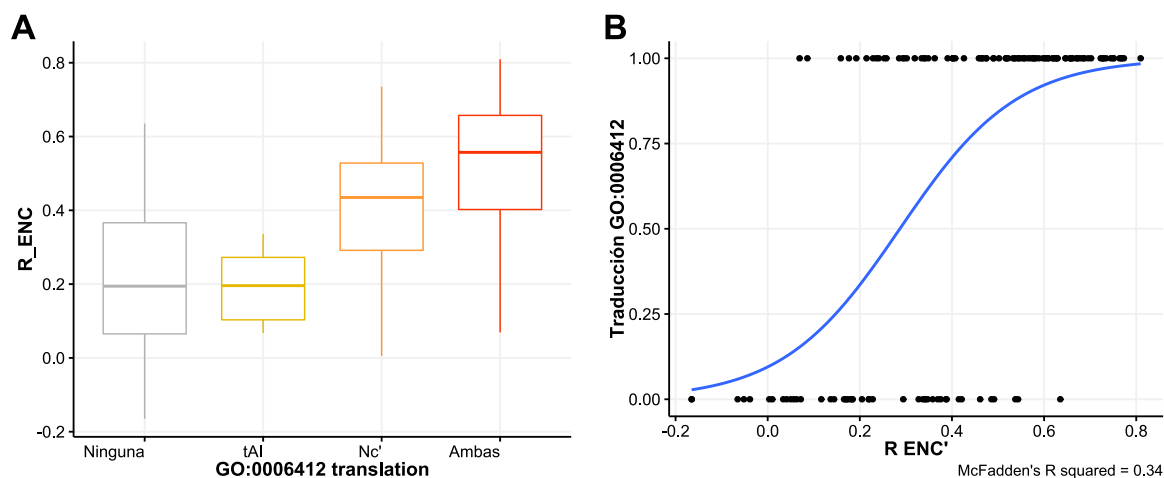 A
R_ENC
0.8
0.6
0.4
0.2
0.0
-0.2
Ninguna tAI Nc' Ambas
GO:0006412 translation
B
Traducción GO:0006412
1.00
0.75
0.50
0.25
0.00
-0.2 0.0 0.2 0.4 0.6 0.8
R ENC'
McFadden's R squared = 0.34